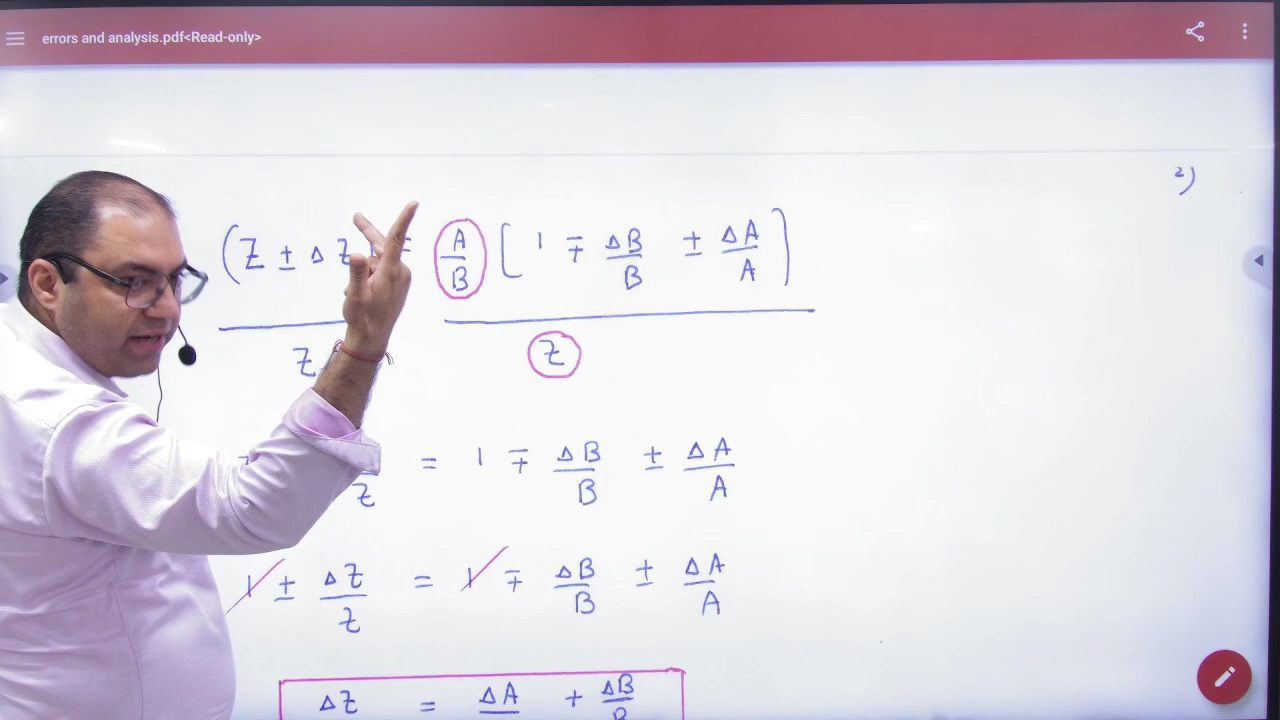 errors and analysis.pdf<Read-only>
2)
(Z ± Δ Z = A/B [ 1 ∓ ΔB/B ± ΔA/A ]
Z Z
Z = 1 ∓ ΔB/B ± ΔA/A
1 ± ΔZ/Z = 1 ∓ ΔB/B ± ΔA/A
ΔZ = ΔA + ΔB/B